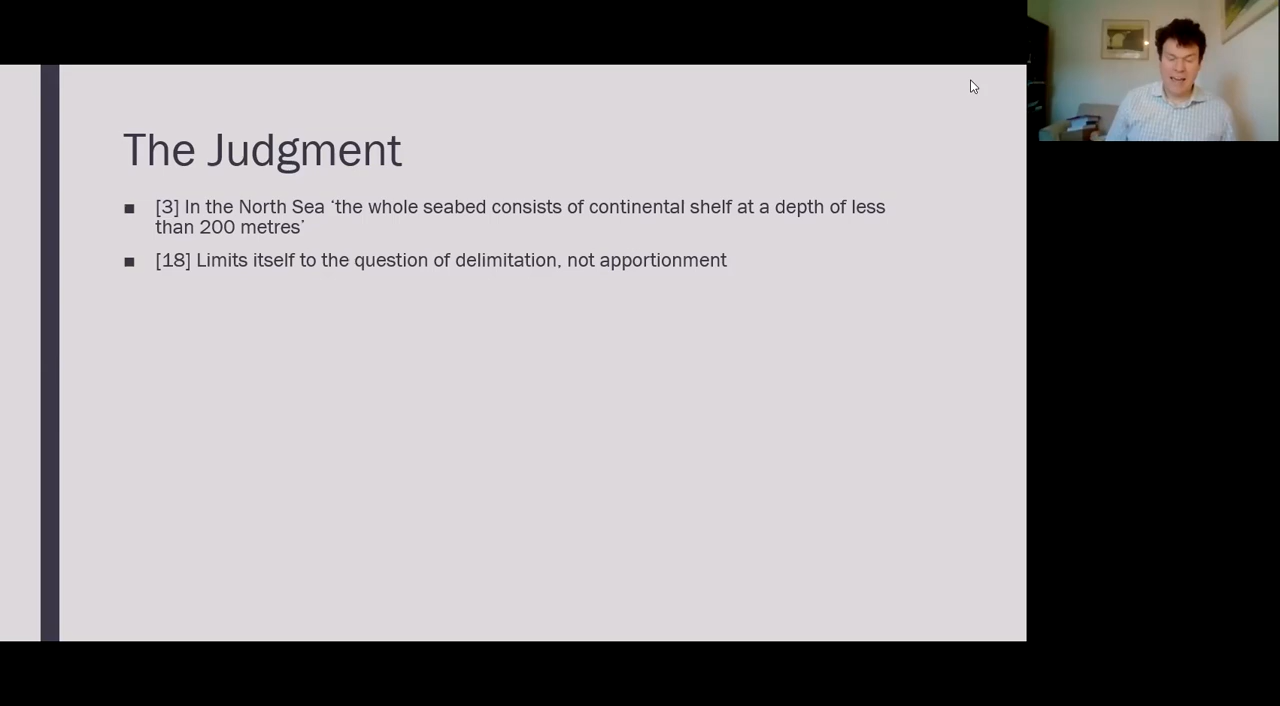 The Judgment
▪ [3] In the North Sea ‘the whole seabed consists of continental shelf at a depth of less
than 200 metres’
▪ [18] Limits itself to the question of delimitation, not apportionment